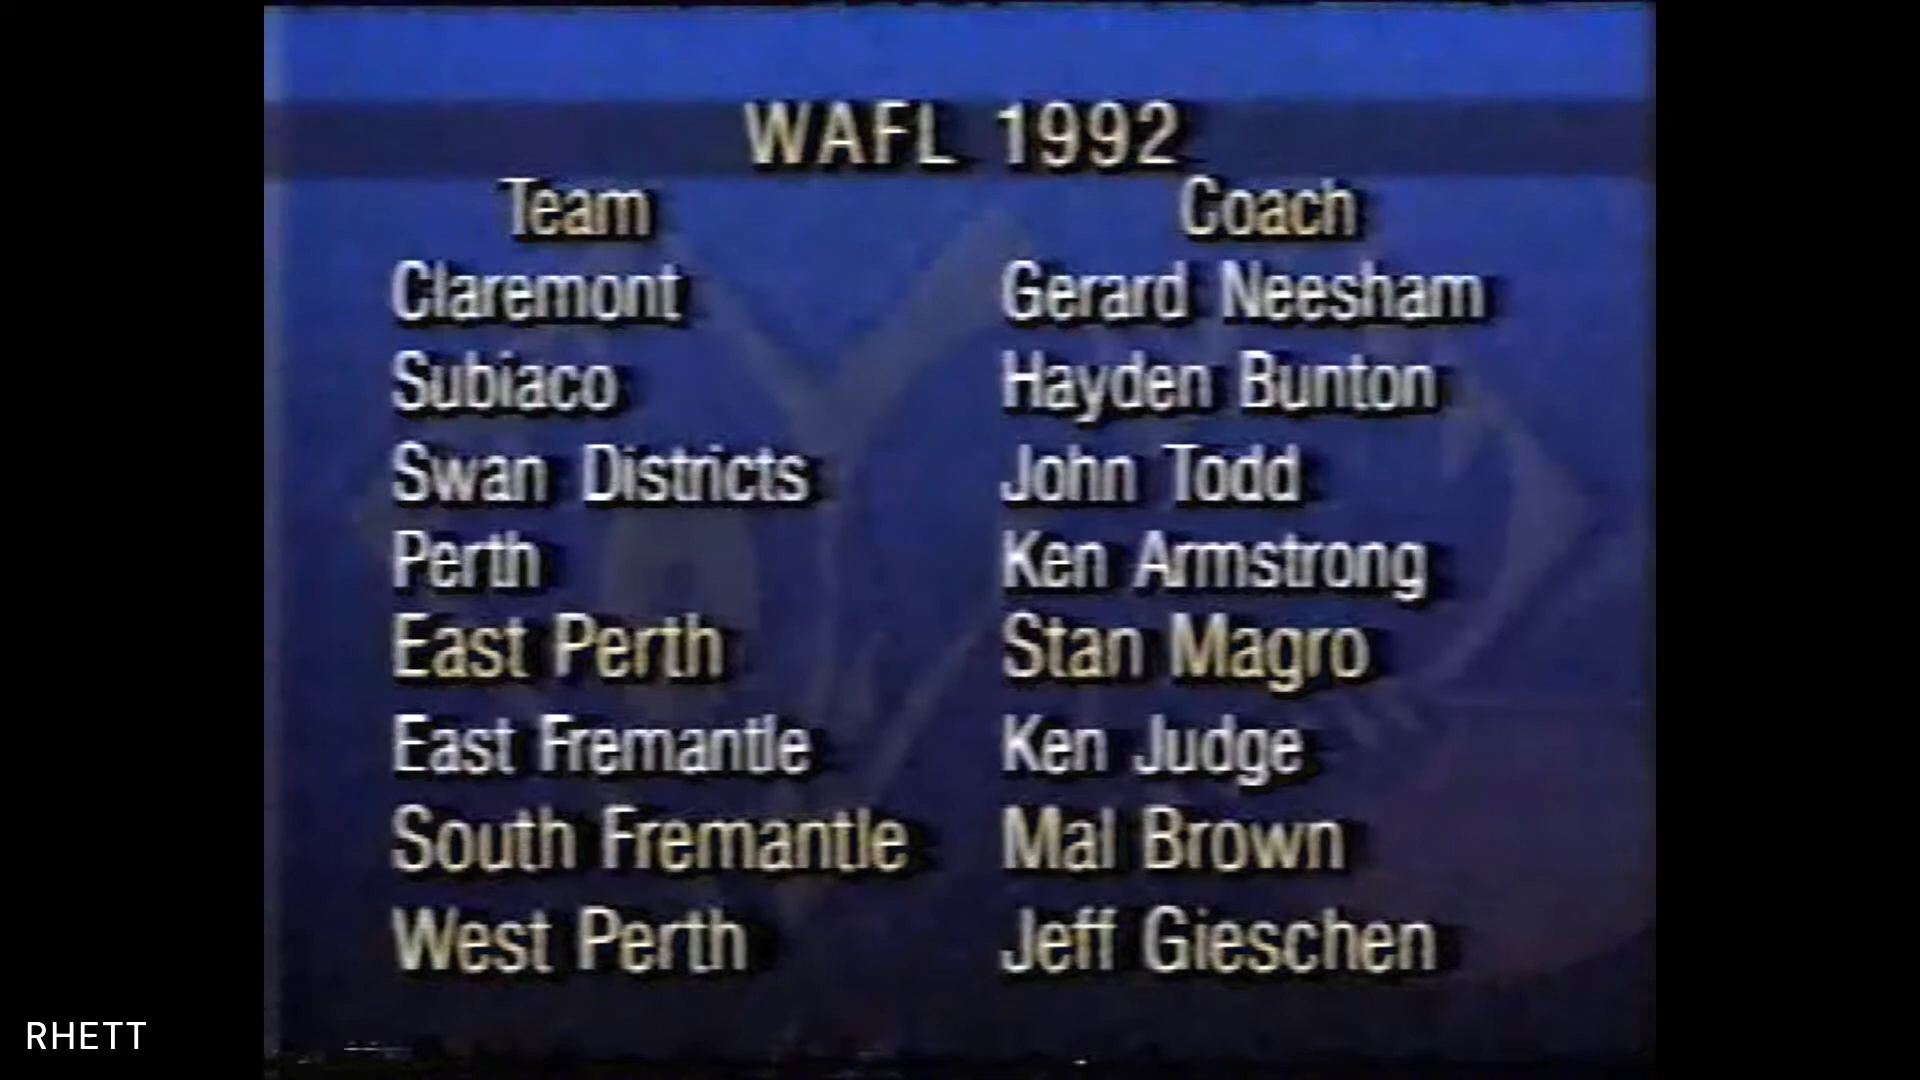 WAFL 1992
Team Coach
Claremont Gerard Neesham
Subiaco Hayden Bunton
Swan Districts John Todd
Perth Ken Armstrong
East Perth Stan Magro
East Fremantle Ken Judge
South Fremantle Mal Brown
West Perth Jeff Gieschen
RHETT